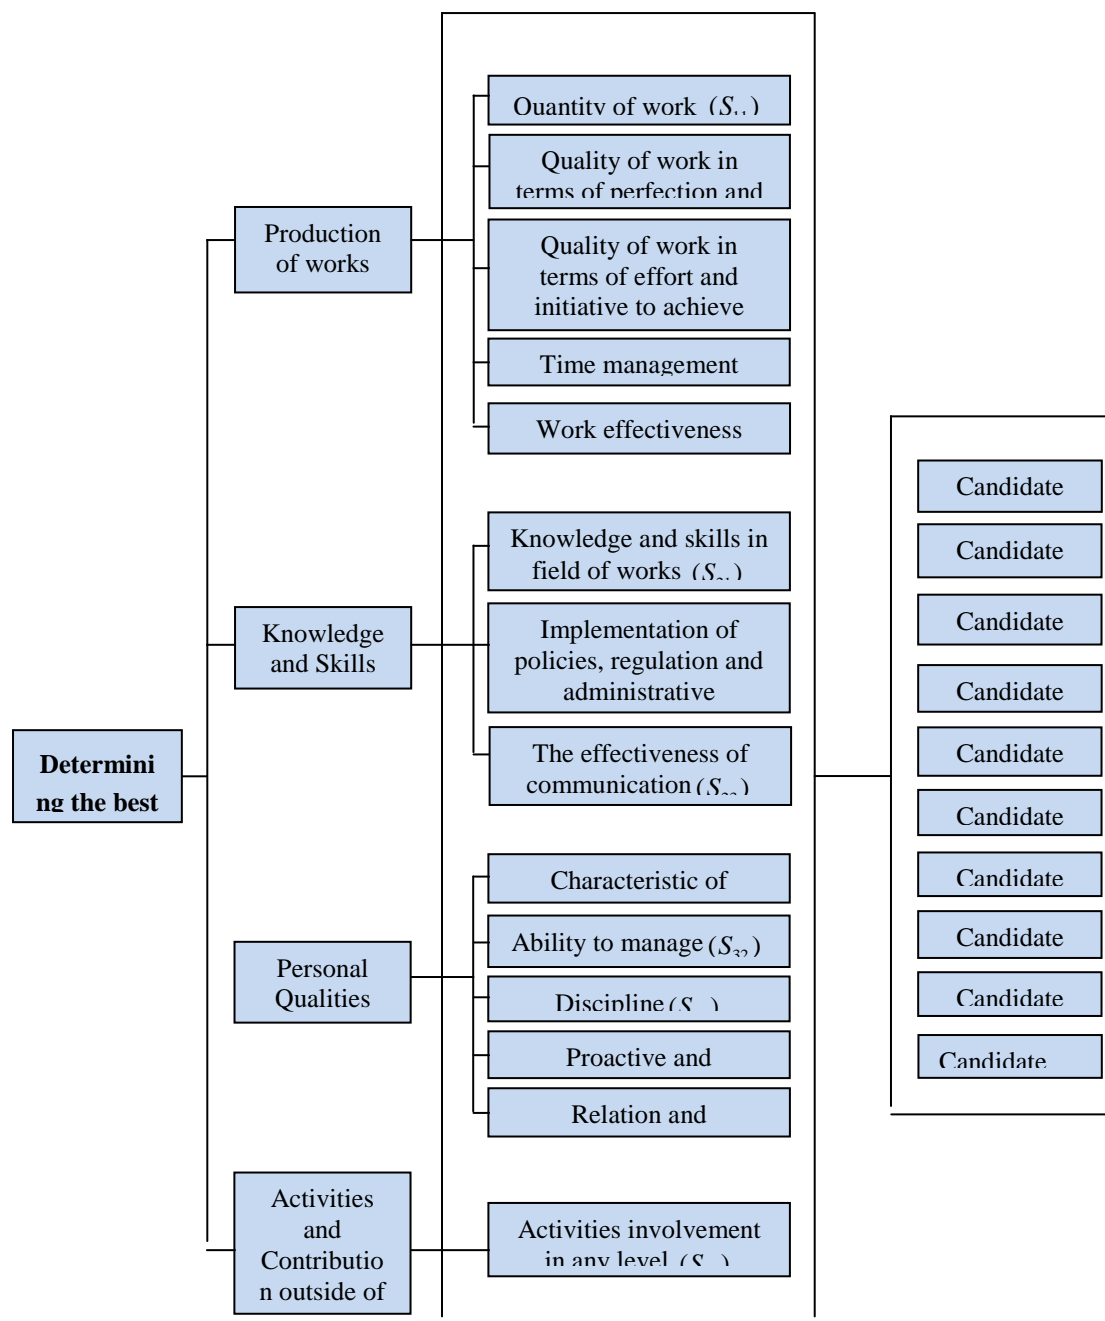 Quantity of work (S11)
Quality of work in
terms of perfection and
Quality of work in
terms of effort and
initiative to achieve
Time management
Work effectiveness
Production
of works
Knowledge and skills in
field of works (S21)
Implementation of
policies, regulation and
administrative
The effectiveness of
communication (S23)
Knowledge
and Skills
Determini
ng the best
Characteristic of
Ability to manage (S32)
Discipline (S
Proactive and
Relation and
Personal
Qualities
Activities
and
Contributio
n outside of
Activities involvement
in any level (S
Candidate
Candidate
Candidate
Candidate
Candidate
Candidate
Candidate
Candidate
Candidate
Candidate